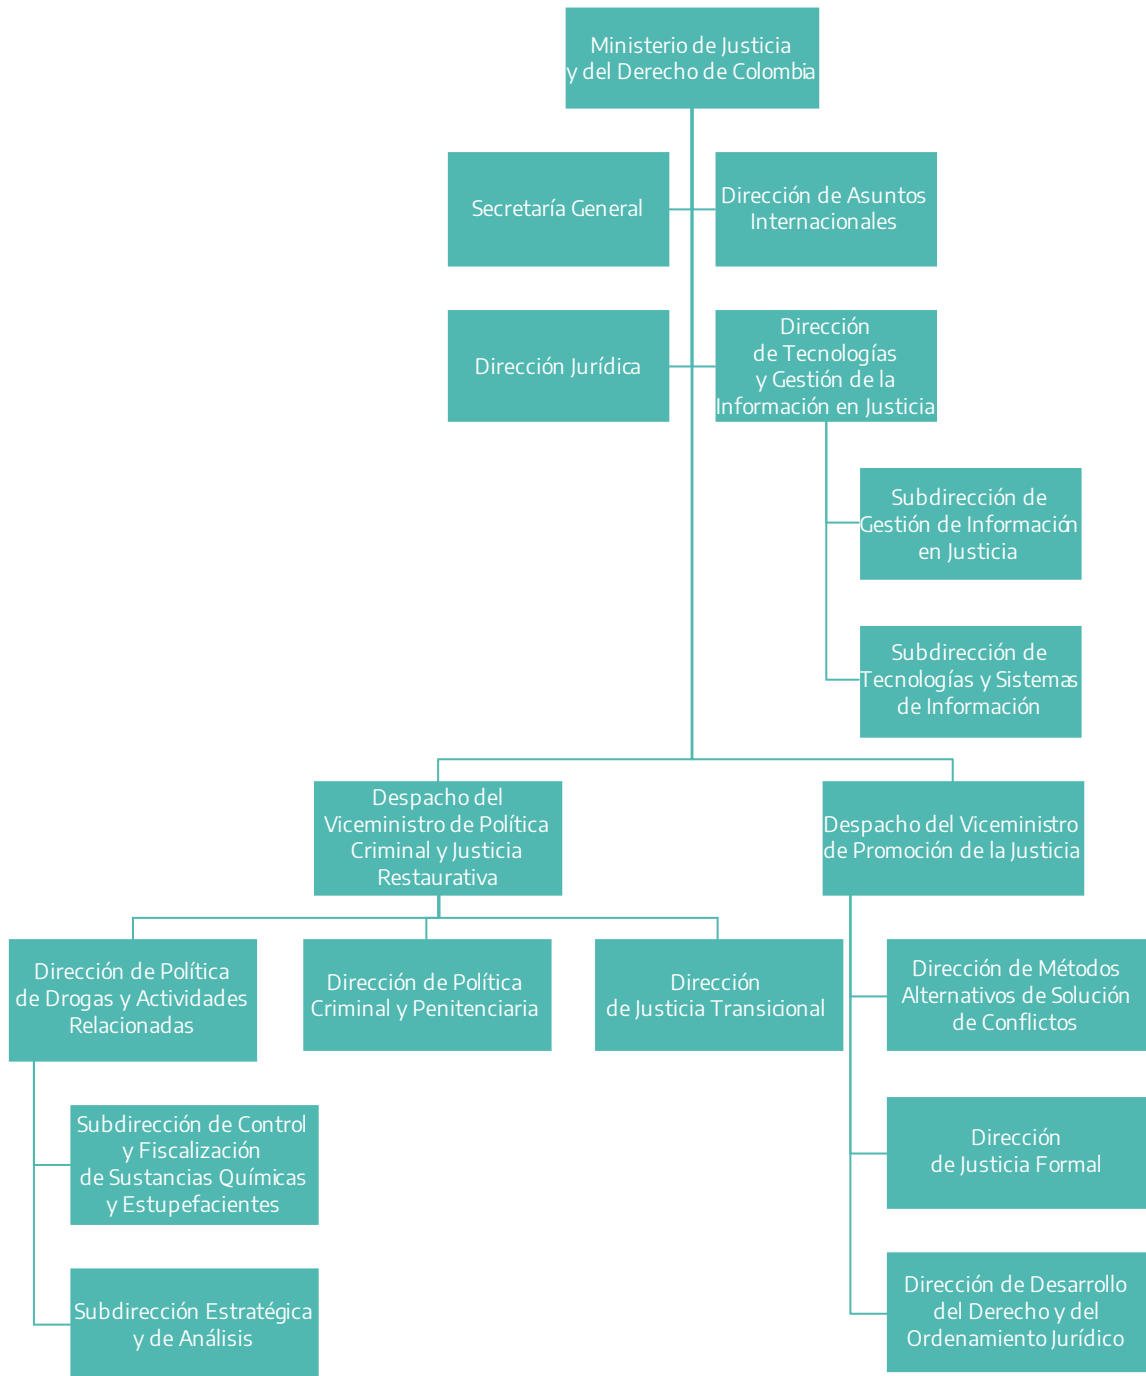 Ministerio de Justicia
y del Derecho de Colombia
Secretaría General
Dirección de Asuntos
Internacionales
Dirección Jurídica
Dirección
de Tecnologías
y Gestión de la
Información en Justicia
Subdirección de
Gestión de Información
en Justicia
Subdirección de
Tecnologías y Sistemas
de Información
Despacho del
Viceministro de Política
Criminal y Justicia
Restaurativa
Despacho del Viceministro
de Promoción de la Justicia
Dirección de Política
de Drogas y Actividades
Relacionadas
Dirección de Política
Criminal y Penitenciaria
Dirección
de Justicia Transicional
Dirección de Métodos
Alternativos de Solución
de Conflictos
Subdirección de Control
y Fiscalización
de Sustancias Químicas
y Estupefacientes
Dirección
de Justicia Formal
Subdirección Estratégica
y de Análisis
Dirección de Desarrollo
del Derecho y del
Ordenamiento Jurídico